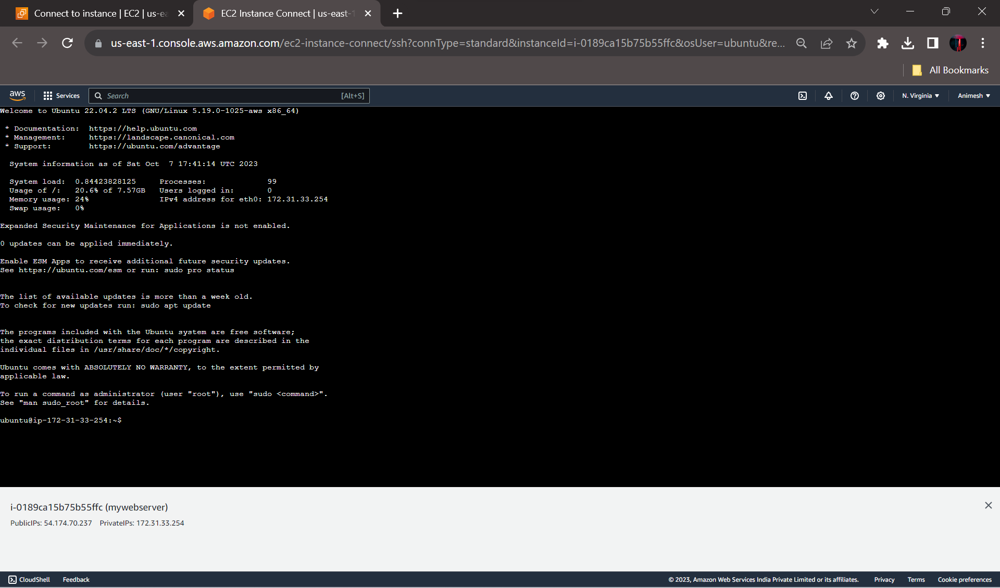 Connect to instance | EC2 | us-ea
EC2 Instance Connect | us-east-1
us-east-1.console.aws.amazon.com/ec2-instance-connect/ssh?connType=standard&instanceId=i-0189ca15b75b55ffc&osUser=ubuntu&re...
All Bookmarks
aws Services Search [Alt+S] N. Virginia Animesh
Welcome to Ubuntu 22.04.2 LTS (GNU/Linux 5.19.0-1025-aws x86_64)
* Documentation: https://help.ubuntu.com
* Management: https://landscape.canonical.com
* Support: https://ubuntu.com/advantage
System information as of Sat Oct 7 17:41:14 UTC 2023
System load: 0.84423828125 Processes: 99
Usage of /: 20.6% of 7.57GB Users logged in: 0
Memory usage: 24% IPv4 address for eth0: 172.31.33.254
Swap usage: 0%
Expanded Security Maintenance for Applications is not enabled.
0 updates can be applied immediately.
Enable ESM Apps to receive additional future security updates.
See https://ubuntu.com/esm or run: sudo pro status
The list of available updates is more than a week old.
To check for new updates run: sudo apt update
The programs included with the Ubuntu system are free software;
the exact distribution terms for each program are described in the
individual files in /usr/share/doc/*/copyright.
Ubuntu comes with ABSOLUTELY NO WARRANTY, to the extent permitted by
applicable law.
To run a command as administrator (user "root"), use "sudo <command>".
See "man sudo_root" for details.
ubuntu@ip-172-31-33-254:~$
i-0189ca15b75b55ffc (mywebserver)
PublicIPs: 54.174.70.237 PrivateIPs: 172.31.33.254
CloudShell Feedback © 2023, Amazon Web Services India Private Limited or its affiliates. Privacy Terms Cookie preferences